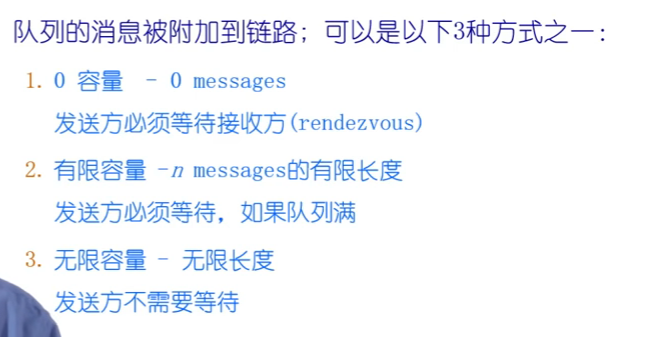 队列的消息被附加到链路；可以是以下3种方式之一：
1. 0 容量 - 0 messages
发送方必须等待接收方(rendezvous)
2. 有限容量 -n messages的有限长度
发送方必须等待，如果队列满
3. 无限容量 - 无限长度
发送方不需要等待